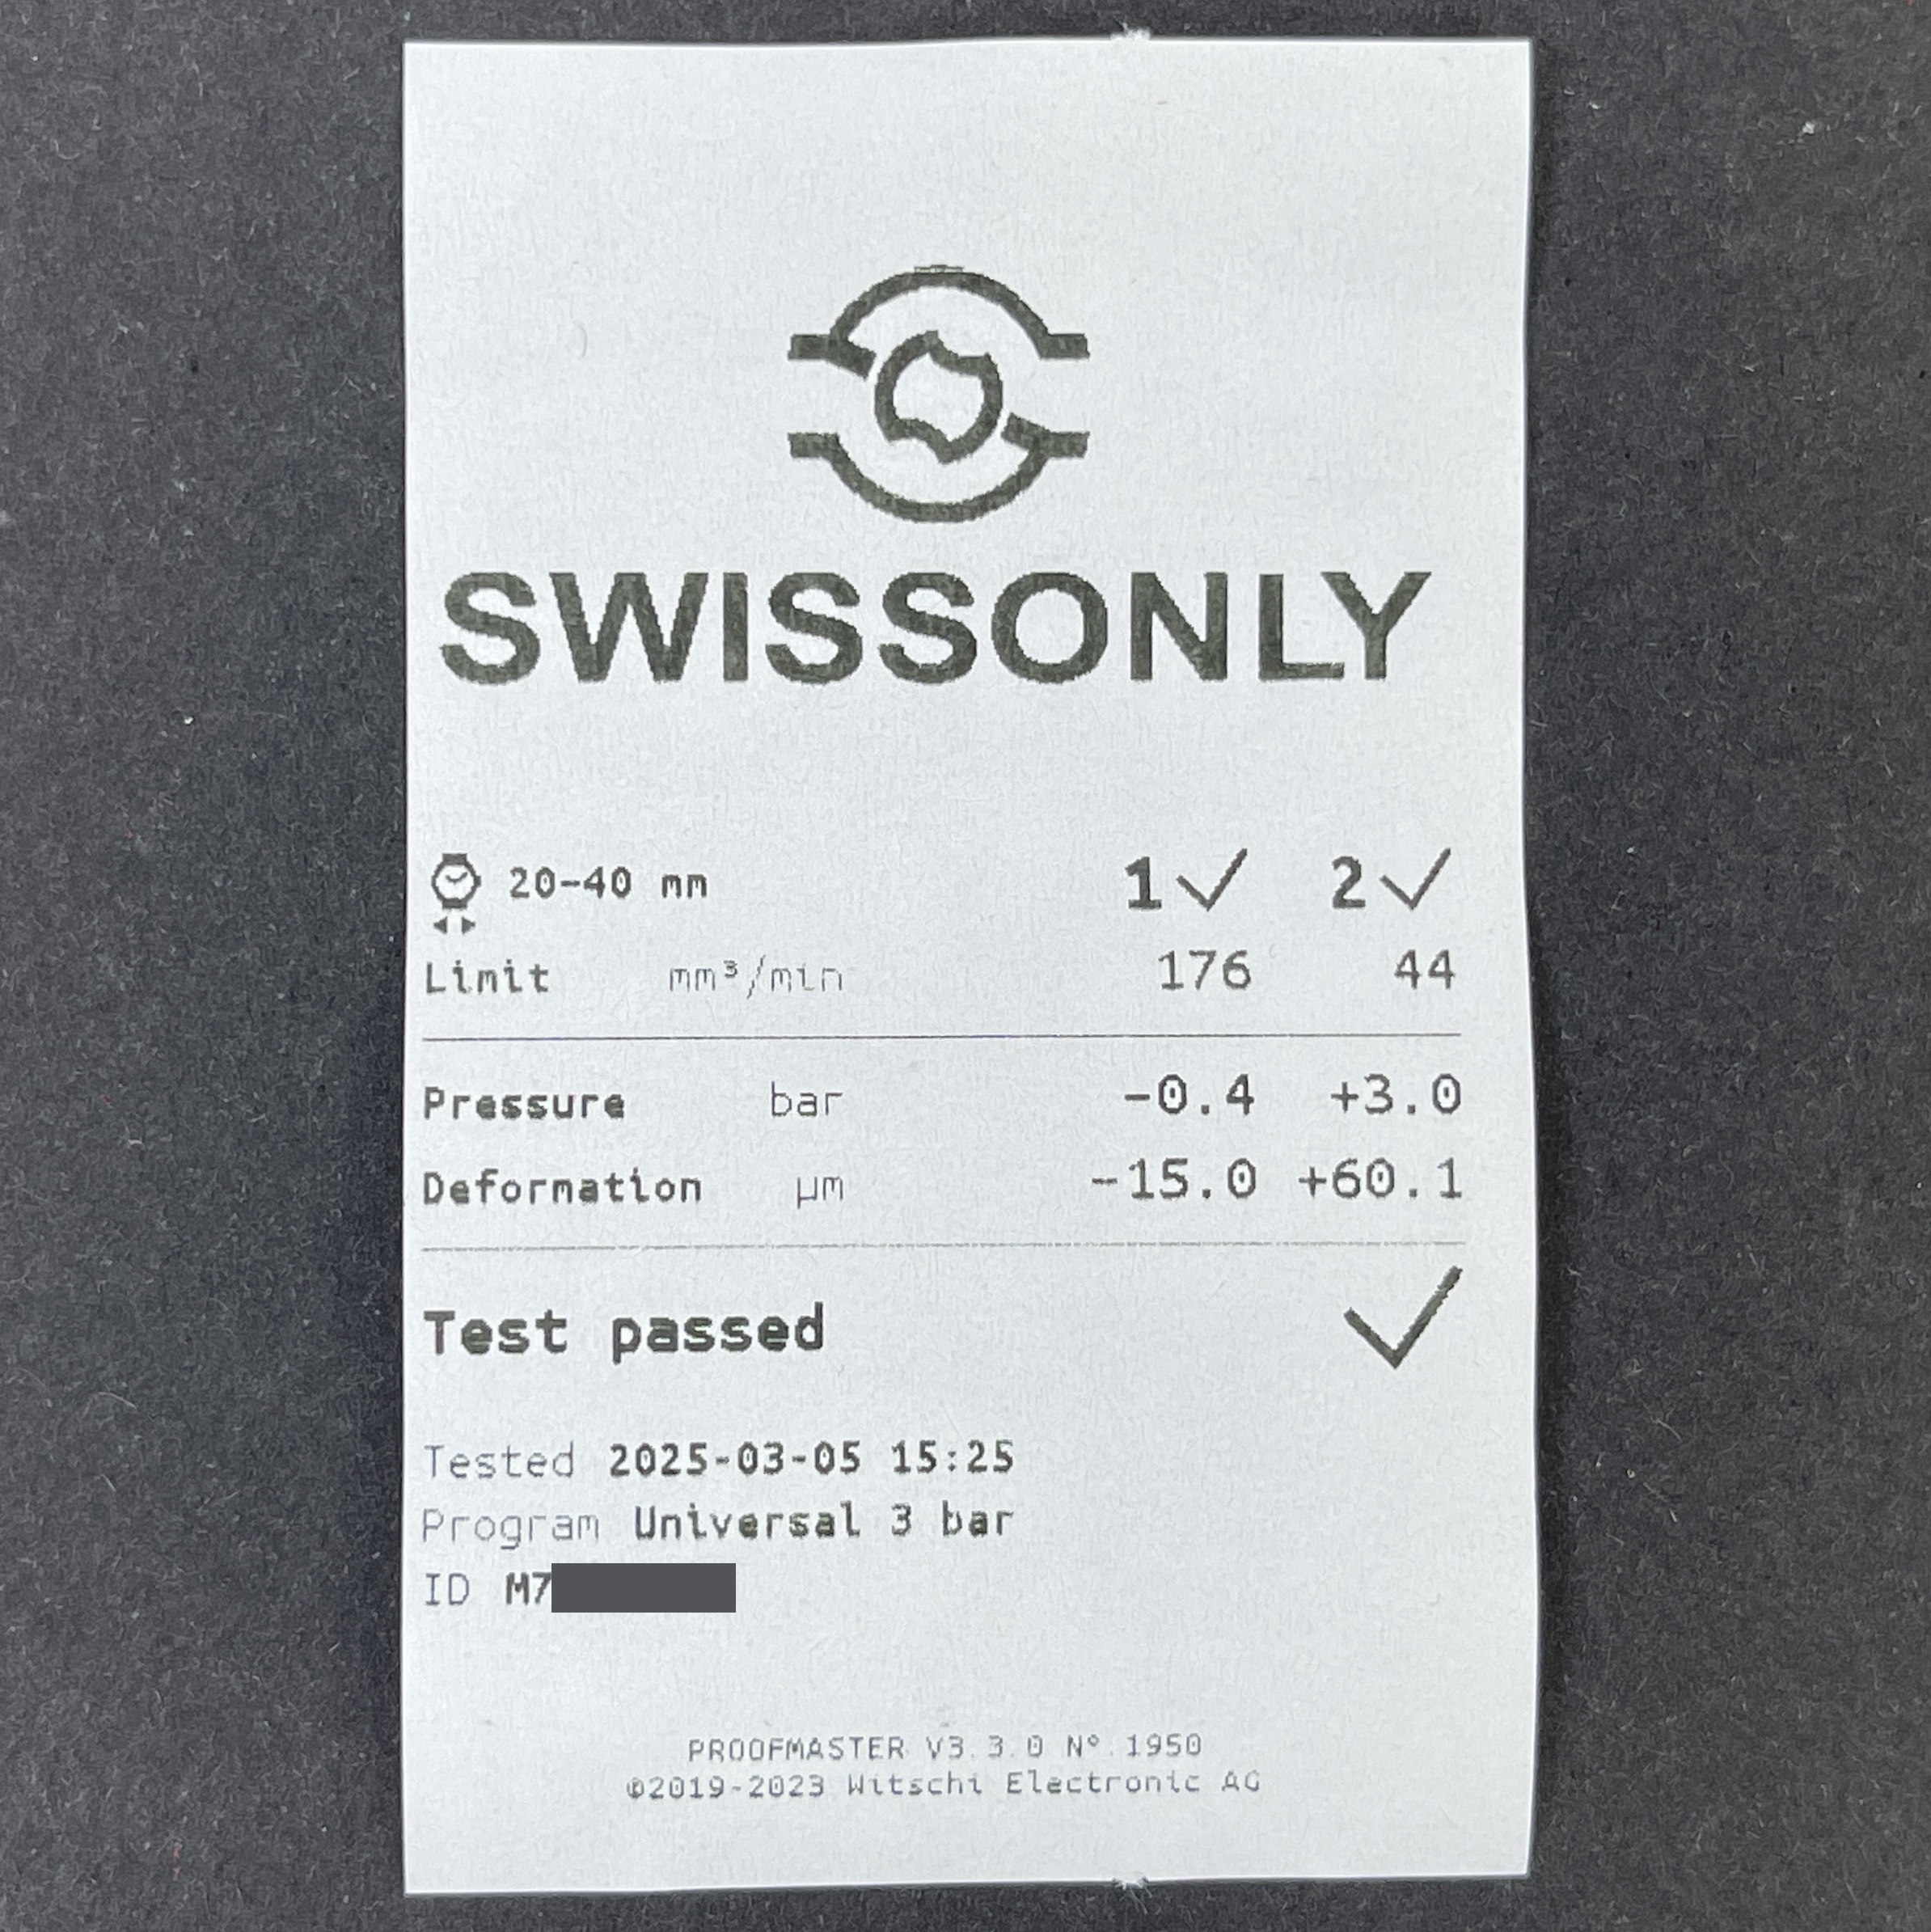 SWISSONLY
20-40 mm 1✓ 2✓
Limit mm³/min 176 44
Pressure bar -0.4 +3.0
Deformation µm -15.0 +60.1
Test passed ✓
Tested 2025-03-05 15:25
Program Universal 3 bar
ID M7
PROOFMASTER V3.3.0 Nº.1950
©2019-2023 Witschi Electronic AG